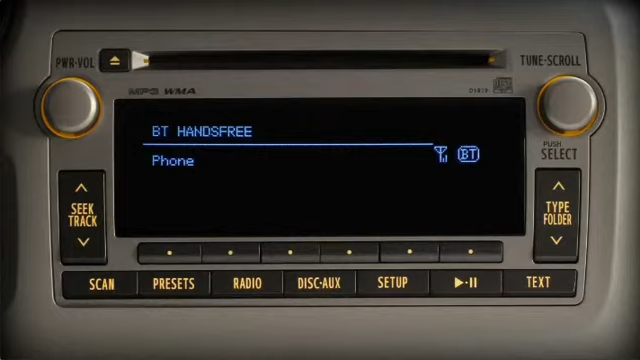 PWR-VOL
TUNE-SCROLL
MP3 WMA
BT HANDSFREE
Phone
BT
PUSH
SELECT
SEEK
TRACK
TYPE
FOLDER
SCAN PRESETS RADIO DISC-AUX SETUP TEXT